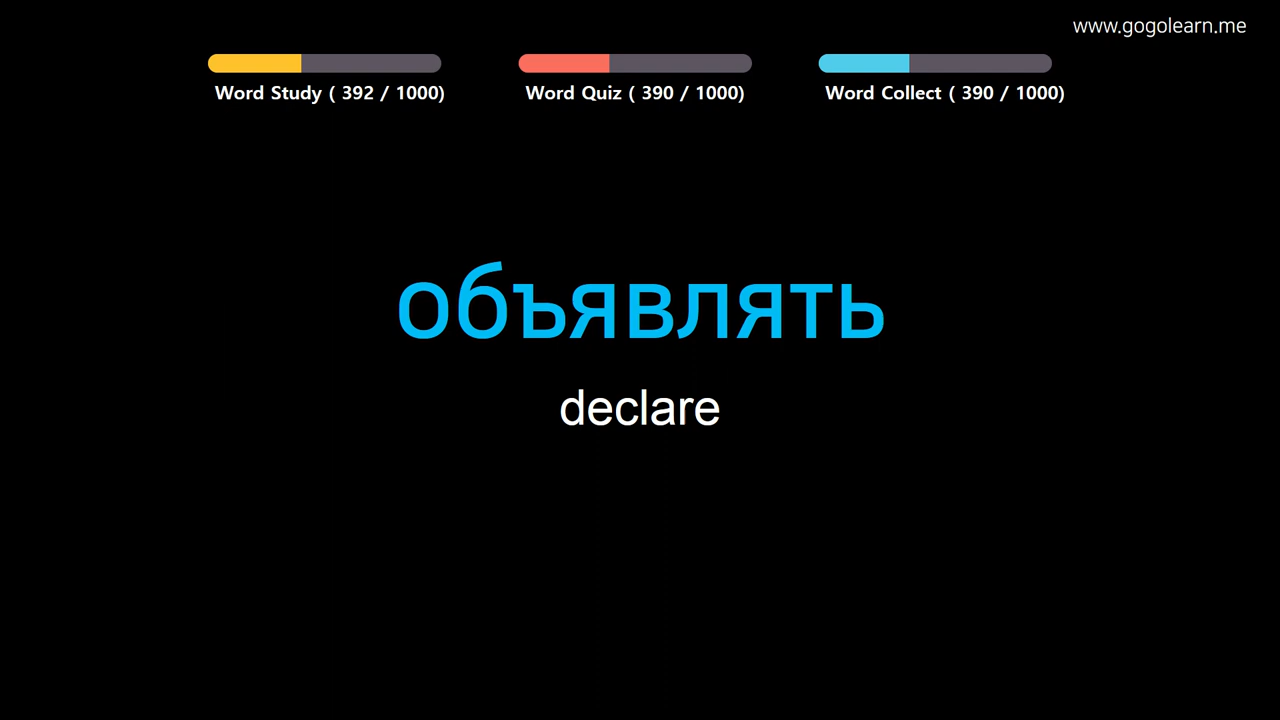 www.gogolearn.me
Word Study ( 392 / 1000)
Word Quiz ( 390 / 1000)
Word Collect ( 390 / 1000)
объявлять
declare